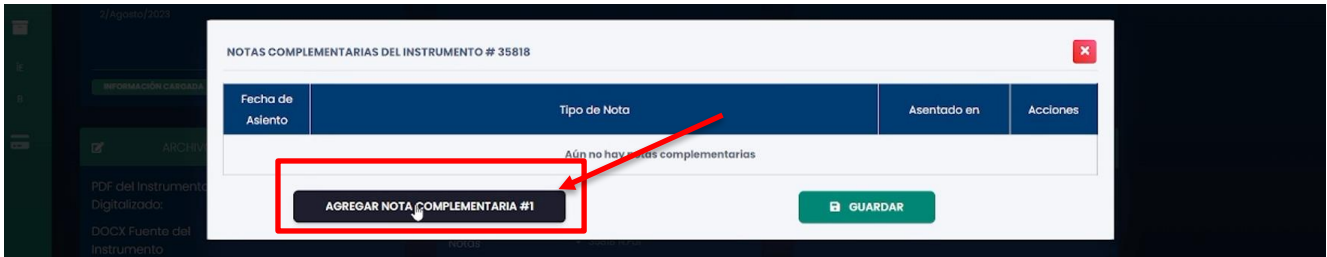 2/Agosto/2023
NOTAS COMPLEMENTARIAS DEL INSTRUMENTO # 35818
INFORMACIÓN CARGADA
Fecha de Asiento
Tipo de Nota
Asentado en
Acciones
ARCHIV
Aún no hay notas complementarias
PDF del Instrumento
Digitalizado:
AGREGAR NOTA COMPLEMENTARIA #1
GUARDAR
DOCX Fuente del
Instrumento
Notas